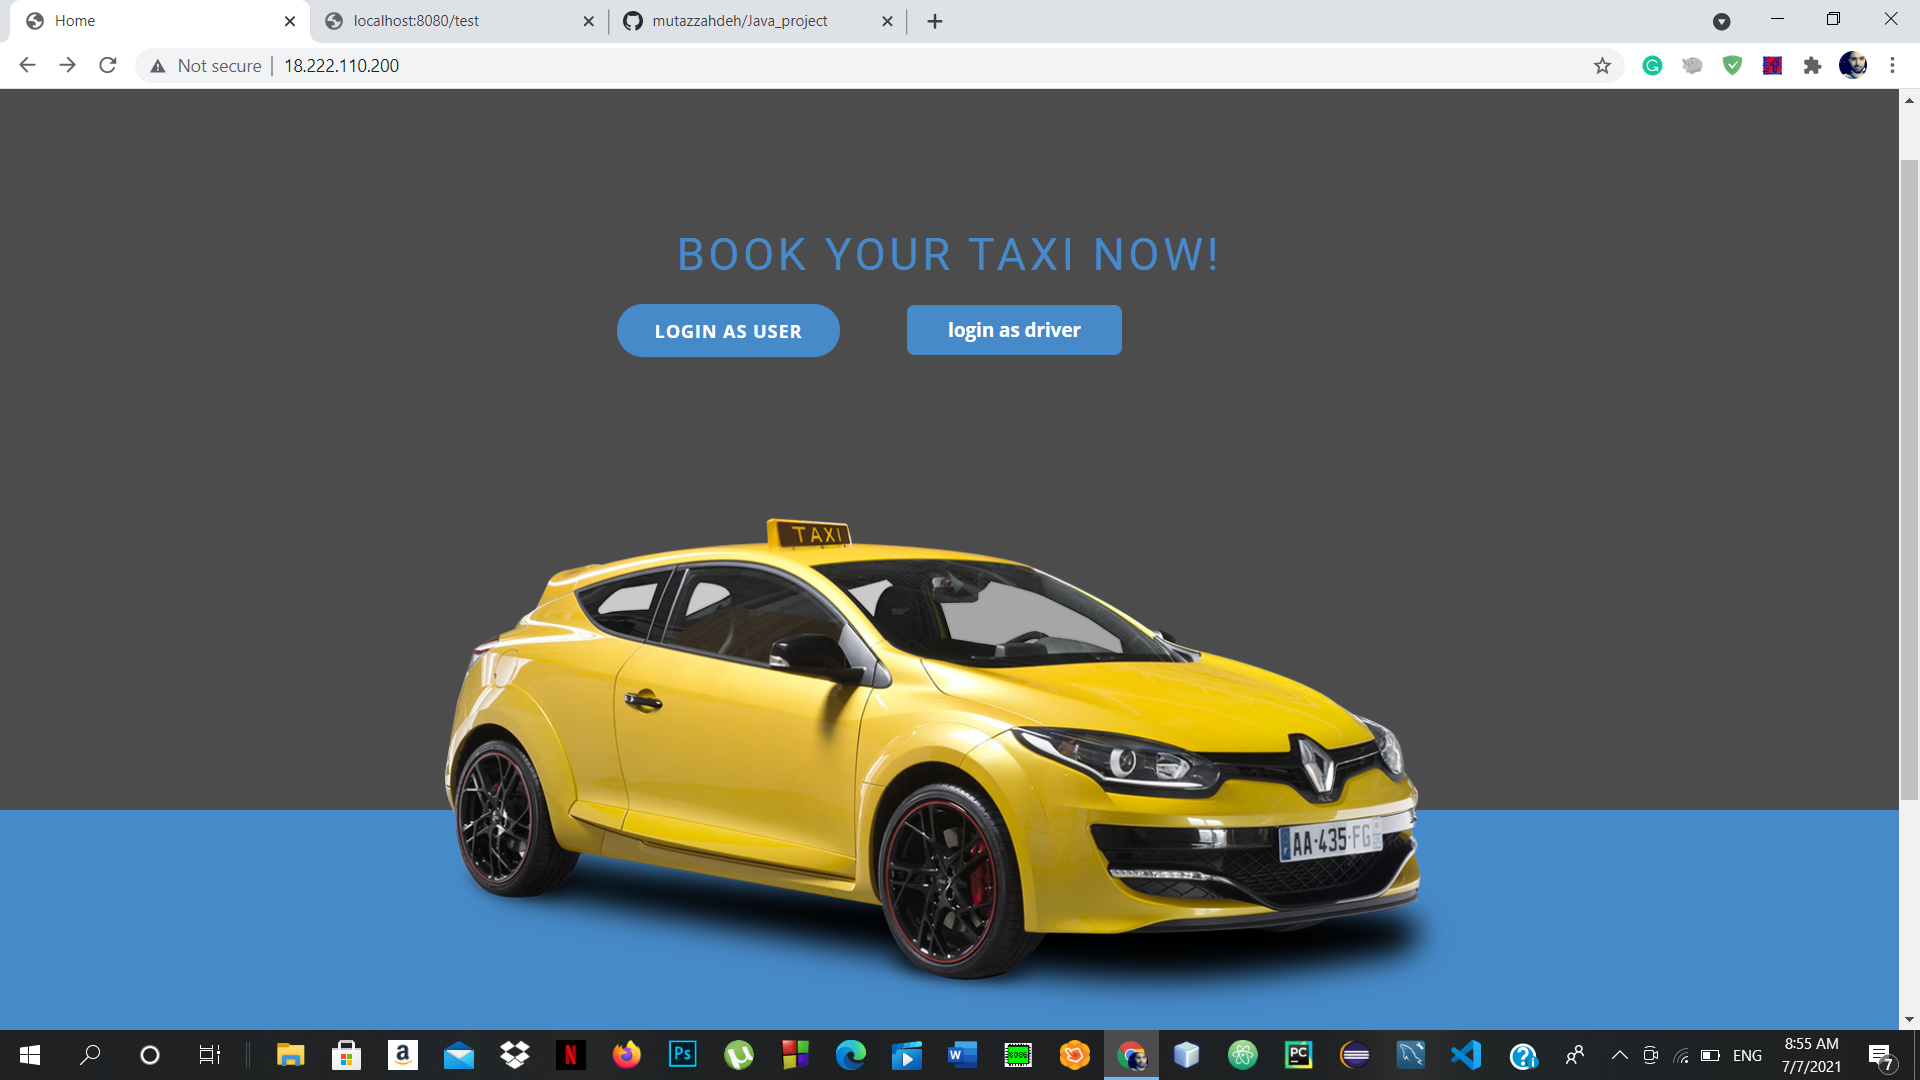 Home
localhost:8080/test
mutazzahdeh/Java_project
Not secure
18.222.110.200
BOOK YOUR TAXI NOW!
LOGIN AS USER
login as driver
TAXI
AA-435-FG
ENG
8:55 AM
7/7/2021
7